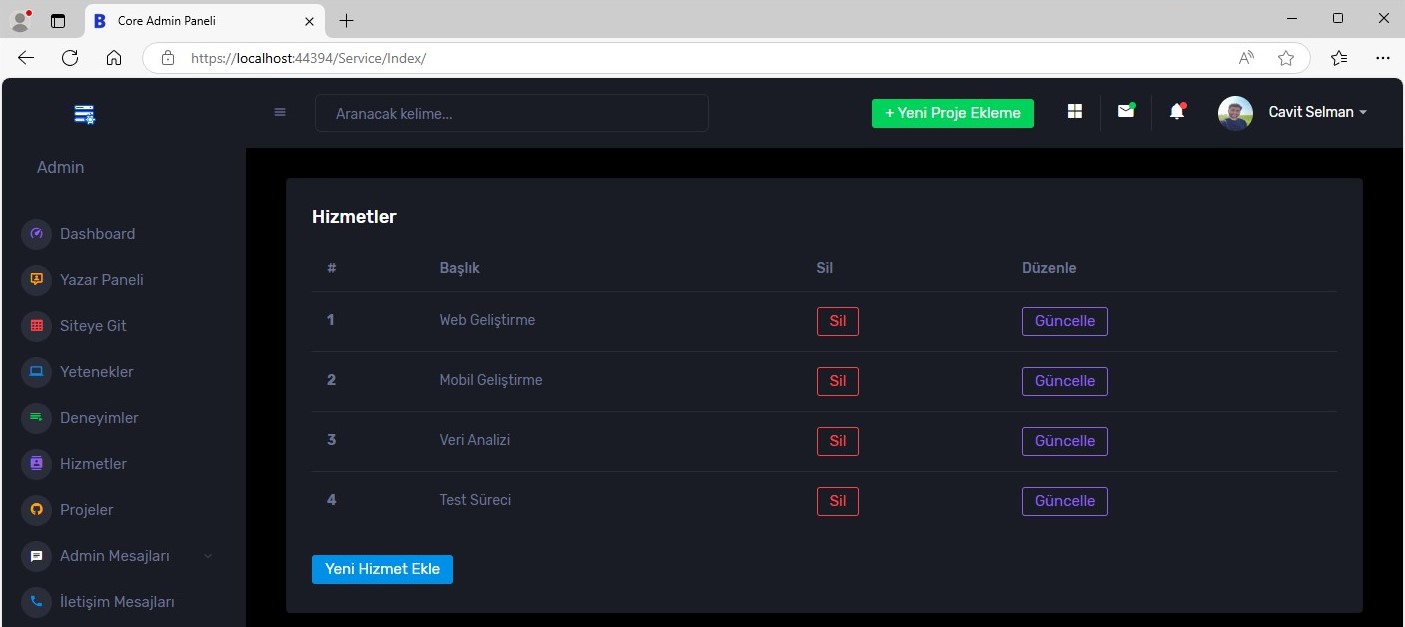 Core Admin Paneli
https://localhost:44394/Service/Index/
Aranacak kelime...
+ Yeni Proje Ekleme
Cavit Selman
Admin
Dashboard
Yazar Paneli
Siteye Git
Yetenekler
Deneyimler
Hizmetler
Projeler
Admin Mesajları
İletişim Mesajları
Hizmetler
# Başlık Sil Düzenle
1 Web Geliştirme Sil Güncelle
2 Mobil Geliştirme Sil Güncelle
3 Veri Analizi Sil Güncelle
4 Test Süreci Sil Güncelle
Yeni Hizmet Ekle